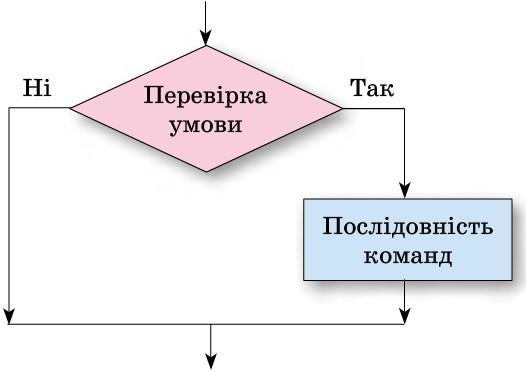 Ні
Так
Перевірка
умови
Послідовність
команд